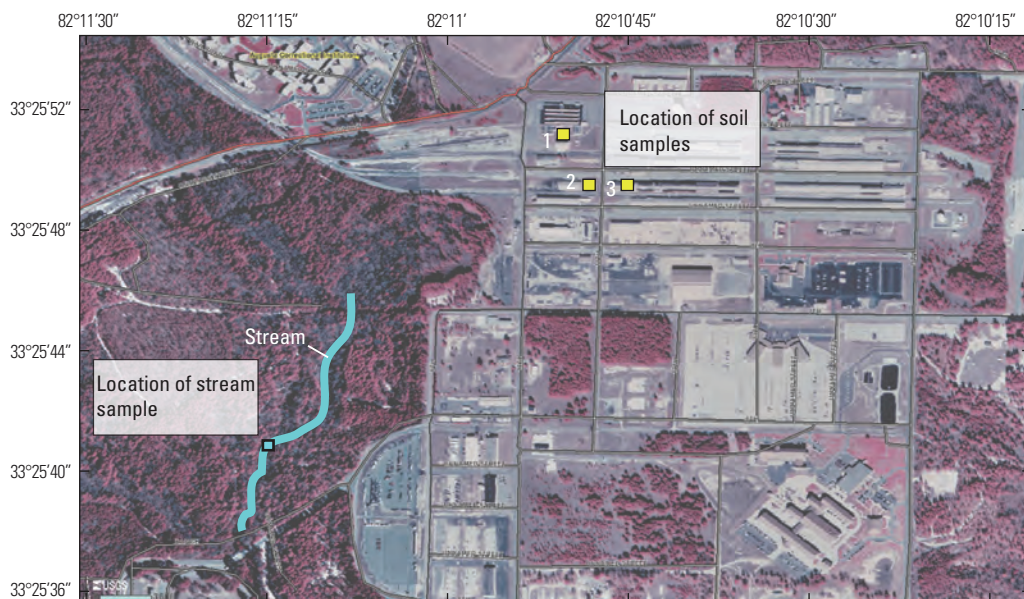 82°11′30″ 82°11′15″ 82°11′ 82°10′45″ 82°10′30″ 82°10′15″
33°25′52″
Location of soil
samples
1
2 3
33°25′48″
Stream
33°25′44″
Location of stream
sample
33°25′40″
33°25′36″
USGS